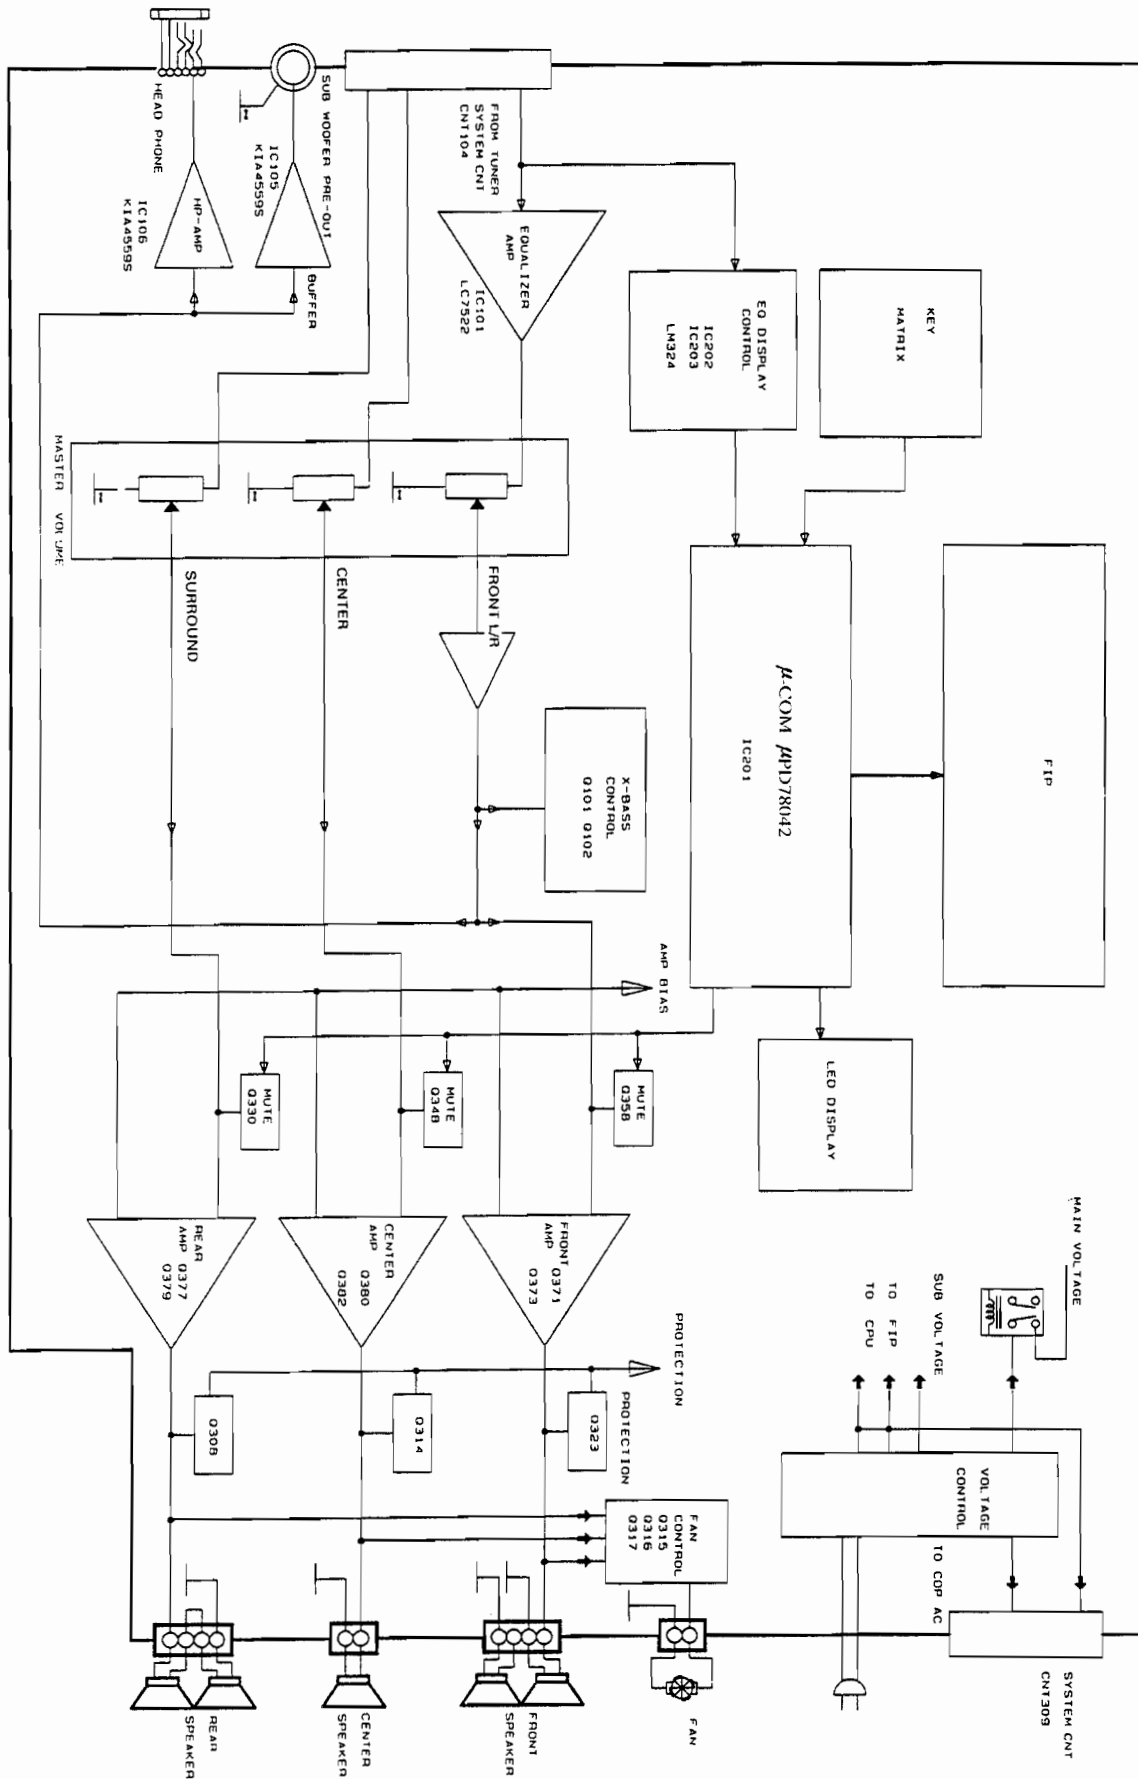 HEAD PHONE
SUB WOOFER PRE-OUT
IC105
KIA4559S
HP-AMP
IC106
KIA4559S
BUFFER
FROM TUNER
SYSTEM CNT
CNT104
EQUALIZER
AMP
IC101
LC7522
EQ DISPLAY
CONTROL
IC202
IC203
LM324
KEY
MATRIX
MASTER VOLUME
SURROUND
CENTER
FRONT L/R
X-BASS
CONTROL
Q101 Q102
μ-COM μPD78042
IC201
FIP
LED DISPLAY
AMP BIAS
MUTE
Q330
MUTE
Q348
MUTE
Q358
REAR
AMP Q377
Q379
CENTER
AMP Q380
Q382
FRONT
AMP Q371
Q373
PROTECTION
PROTECTION
Q308
Q314
Q323
FAN
CONTROL
Q315
Q316
Q317
MAIN VOLTAGE
SUB VOLTAGE
TO FIP
TO CPU
VOLTAGE
CONTROL
TO CDP AC
SYSTEM CNT
CNT309
FAN
FRONT
SPEAKER
CENTER
SPEAKER
REAR
SPEAKER